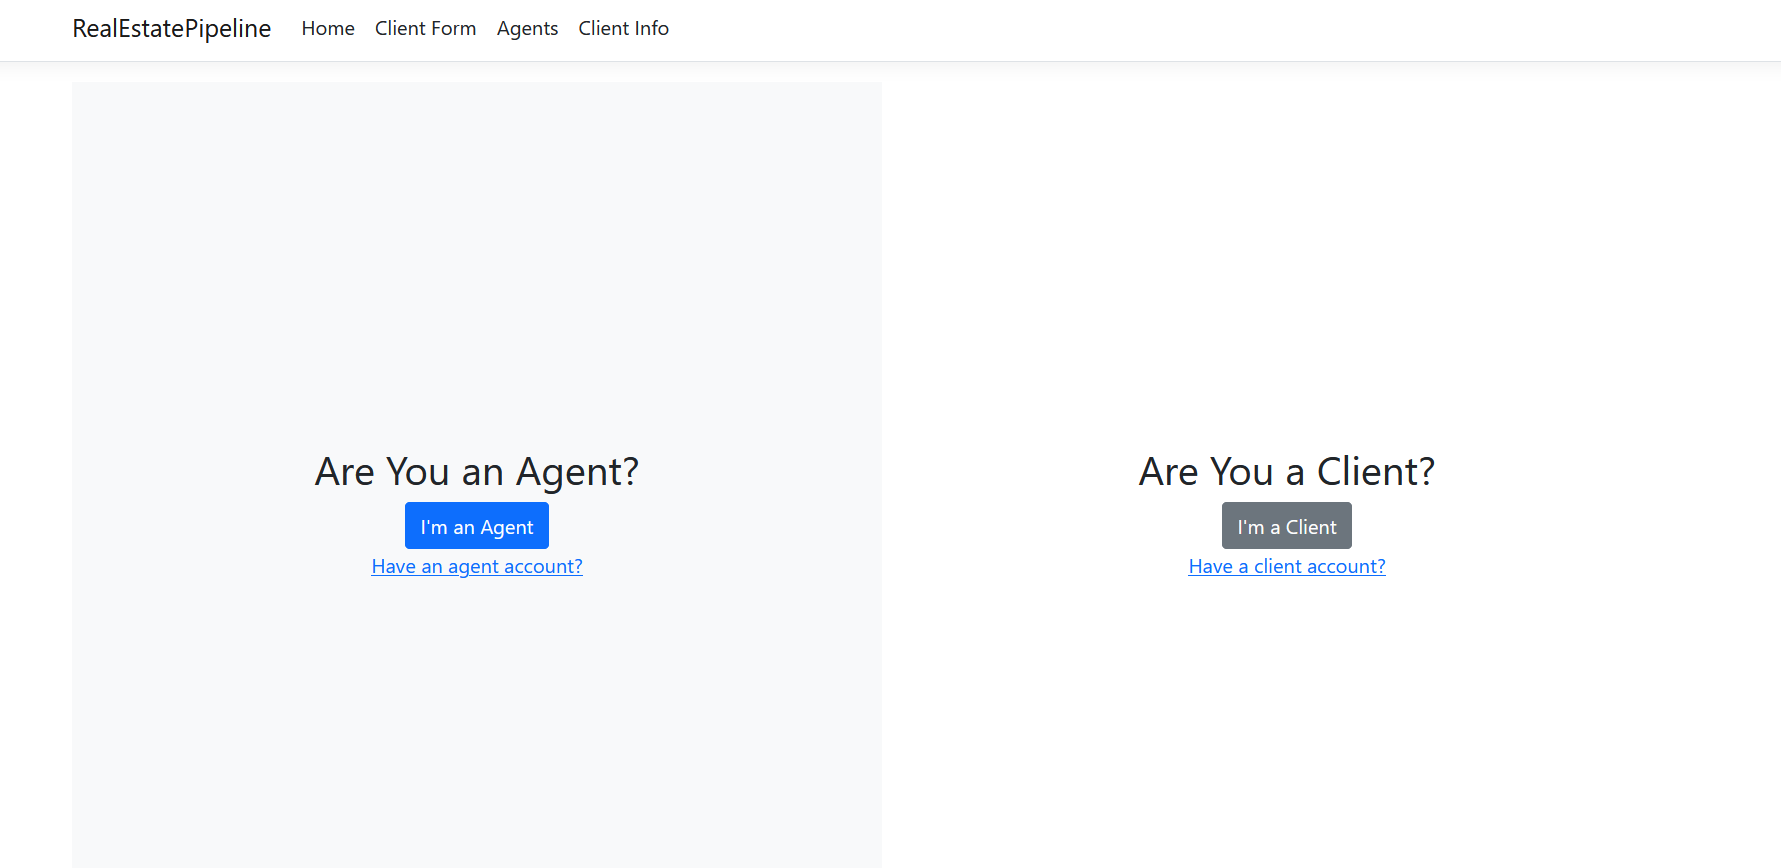 RealEstatePipeline Home Client Form Agents Client Info
Are You an Agent?
I'm an Agent
Have an agent account?
Are You a Client?
I'm a Client
Have a client account?